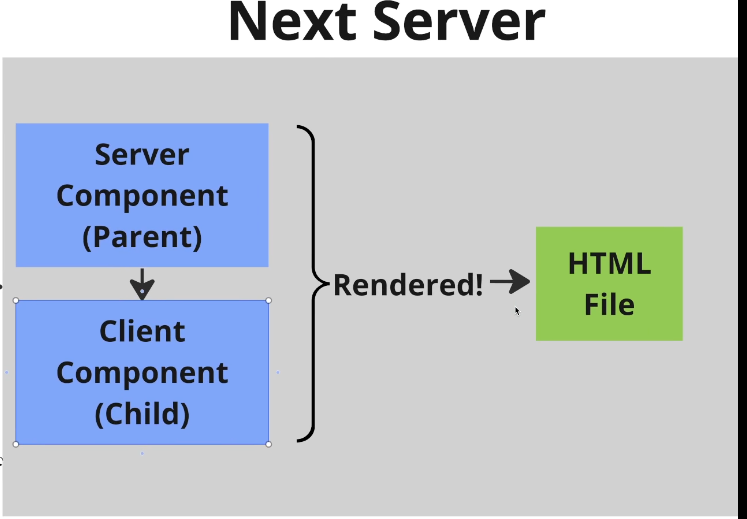 Next Server
Server
Component
(Parent)
Client
Component
(Child)
Rendered!
HTML
File